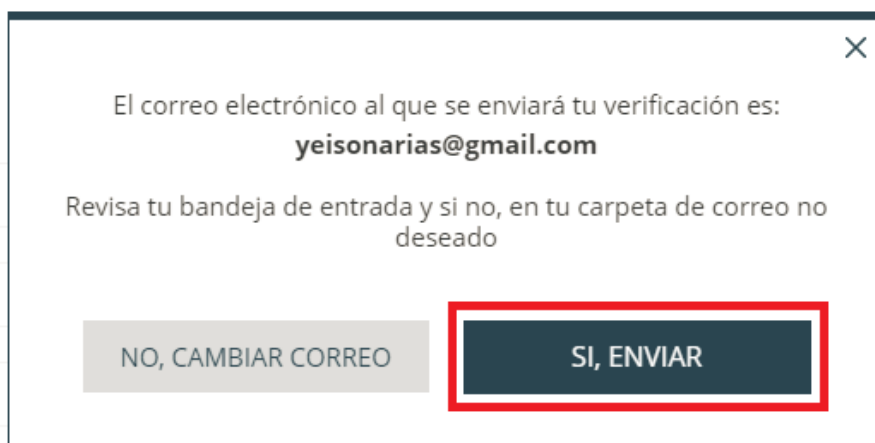 El correo electrónico al que se enviará tu verificación es:
yeisonarias@gmail.com
Revisa tu bandeja de entrada y si no, en tu carpeta de correo no
deseado
NO, CAMBIAR CORREO
SI, ENVIAR